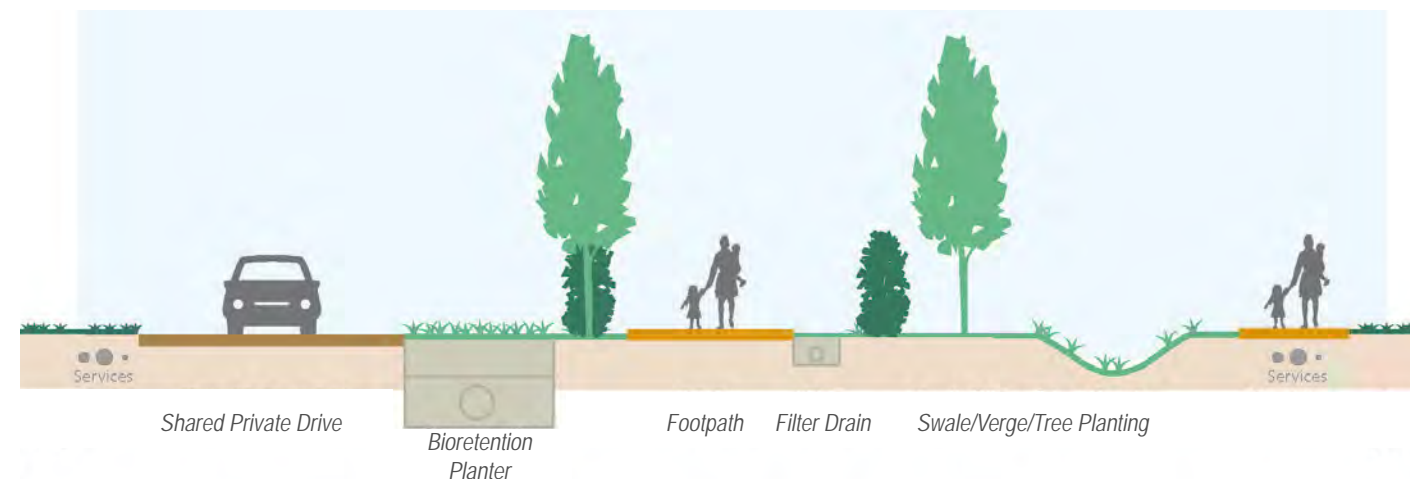 Services
Services
Shared Private Drive
Bioretention
Planter
Footpath
Filter Drain
Swale/Verge/Tree Planting